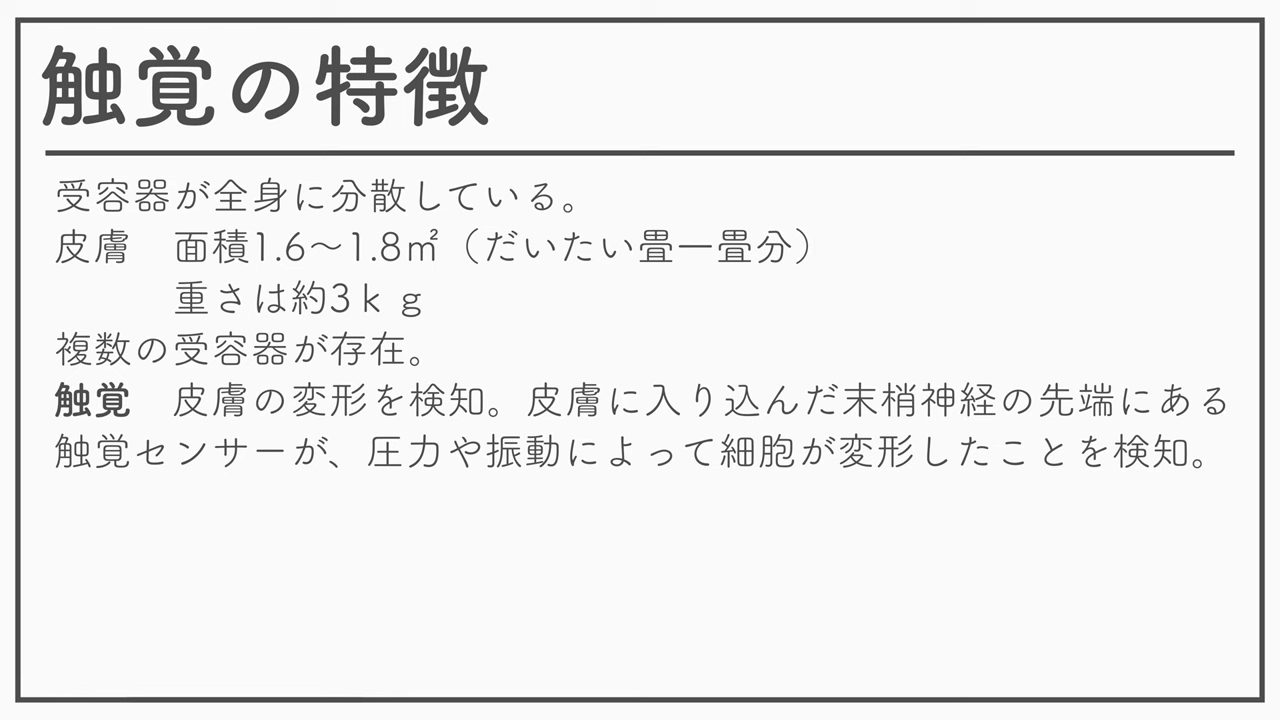 触覚の特徴
受容器が全身に分散している。
皮膚　面積1.6～1.8㎡（だいたい畳一畳分）
重さは約3ｋｇ
複数の受容器が存在。
触覚　皮膚の変形を検知。皮膚に入り込んだ末梢神経の先端にある
触覚センサーが、圧力や振動によって細胞が変形したことを検知。